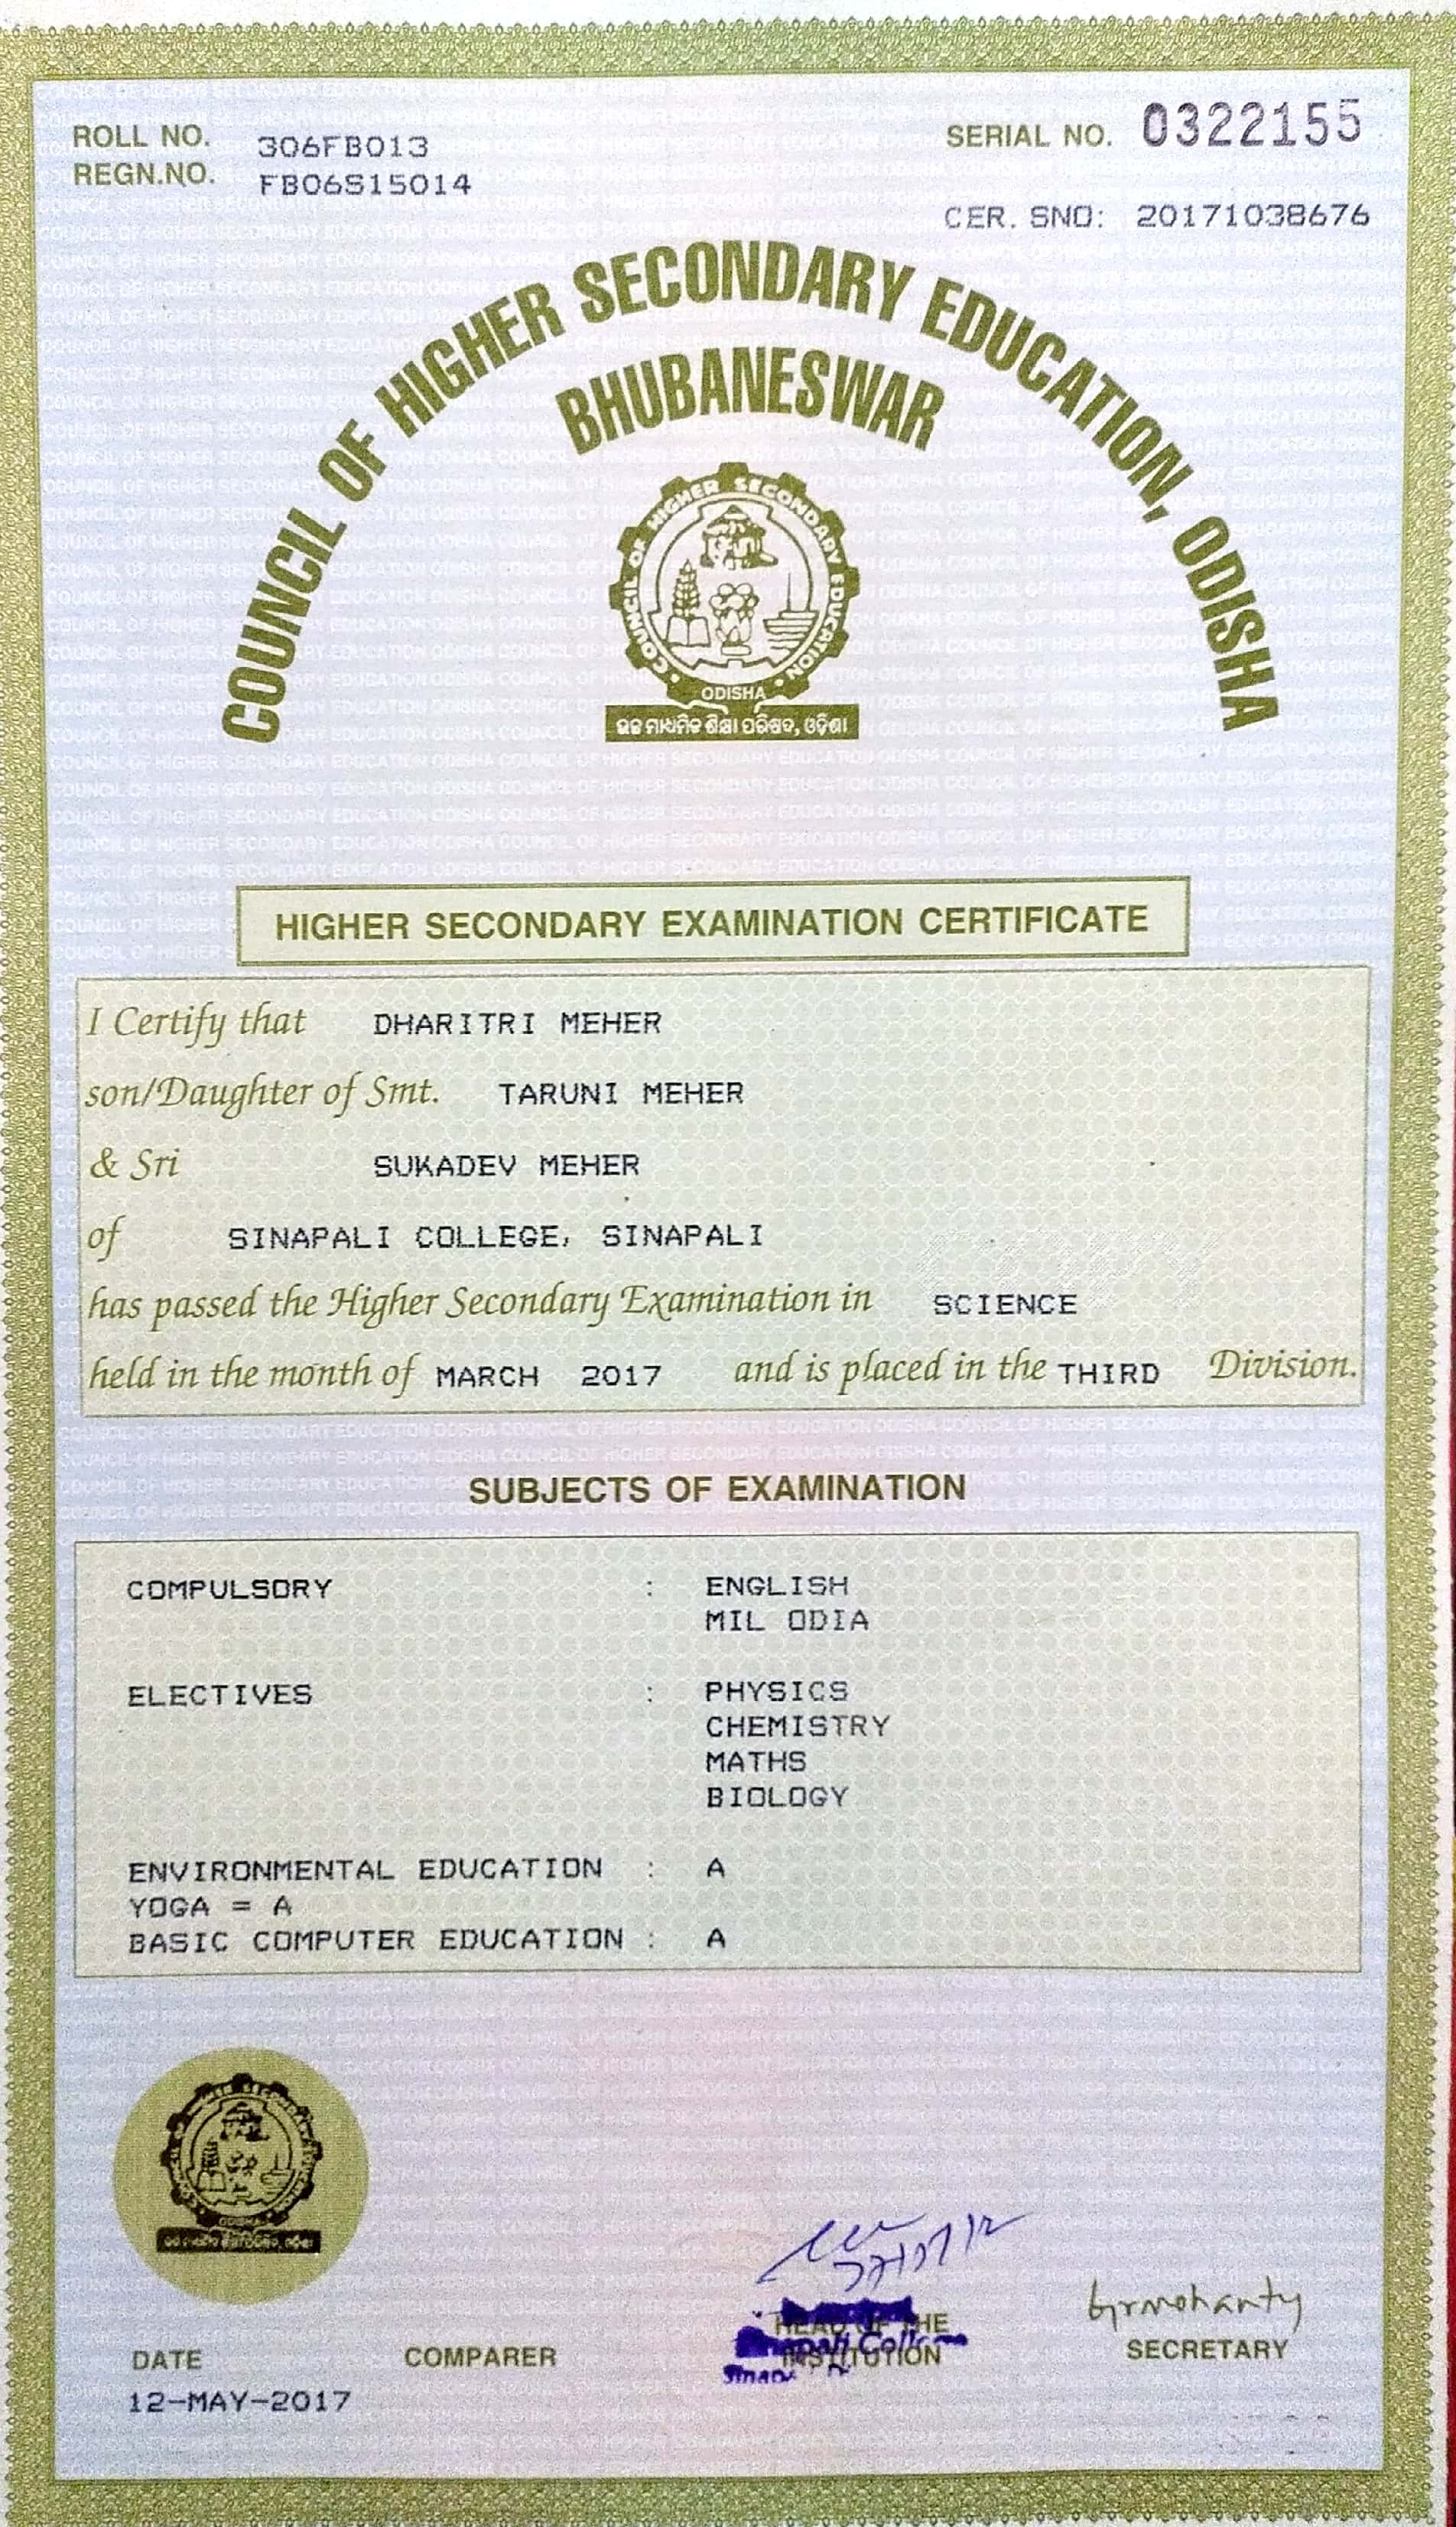 ROLL NO. 306FB013
REGN.NO. FB06S15014
SERIAL NO. 0322155
CER. SNO: 20171038676
COUNCIL OF HIGHER SECONDARY EDUCATION, ODISHA
BHUBANESWAR
COUNCIL OF HIGHER SECONDARY EDUCATION
ODISHA
ଉଚ୍ଚ ମାଧ୍ୟମିକ ଶିକ୍ଷା ପରିଷଦ, ଓଡ଼ିଶା
HIGHER SECONDARY EXAMINATION CERTIFICATE
I Certify that DHARITRI MEHER
son/Daughter of Smt. TARUNI MEHER
& Sri SUKADEV MEHER
of SINAPALI COLLEGE, SINAPALI
has passed the Higher Secondary Examination in SCIENCE
held in the month of MARCH 2017 and is placed in the THIRD Division.
SUBJECTS OF EXAMINATION
COMPULSORY : ENGLISH
MIL ODIA
ELECTIVES : PHYSICS
CHEMISTRY
MATHS
BIOLOGY
ENVIRONMENTAL EDUCATION : A
YOGA = A
BASIC COMPUTER EDUCATION : A
HEAD OF THE
INSTITUTION
SECRETARY
DATE
COMPARER
12-MAY-2017